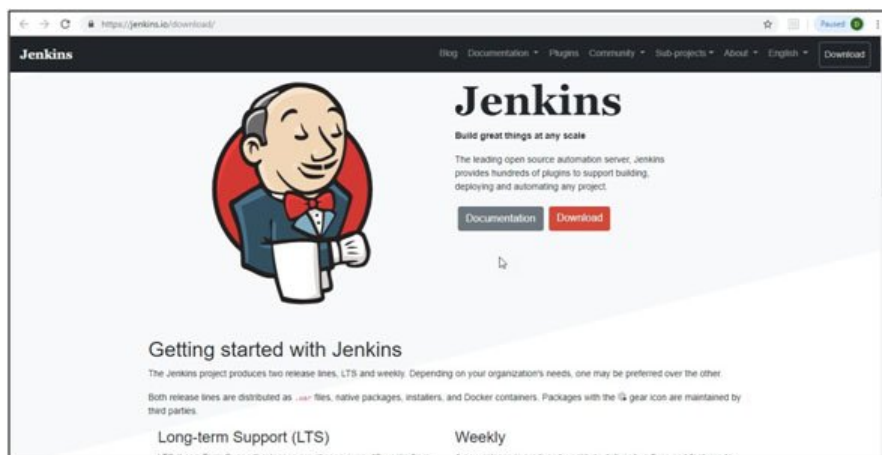 https://jenkins.io/download/
Paused
Jenkins
Blog Documentation Plugins Community Sub-projects About English Download
Jenkins
Build great things at any scale
The leading open source automation server, Jenkins
provides hundreds of plugins to support building,
deploying and automating any project.
Documentation Download
Getting started with Jenkins
The Jenkins project produces two release lines, LTS and weekly. Depending on your organization's needs, one may be preferred over the other.
Both release lines are distributed as .war files, native packages, installers, and Docker containers. Packages with the gear icon are maintained by
third parties.
Long-term Support (LTS)
Weekly